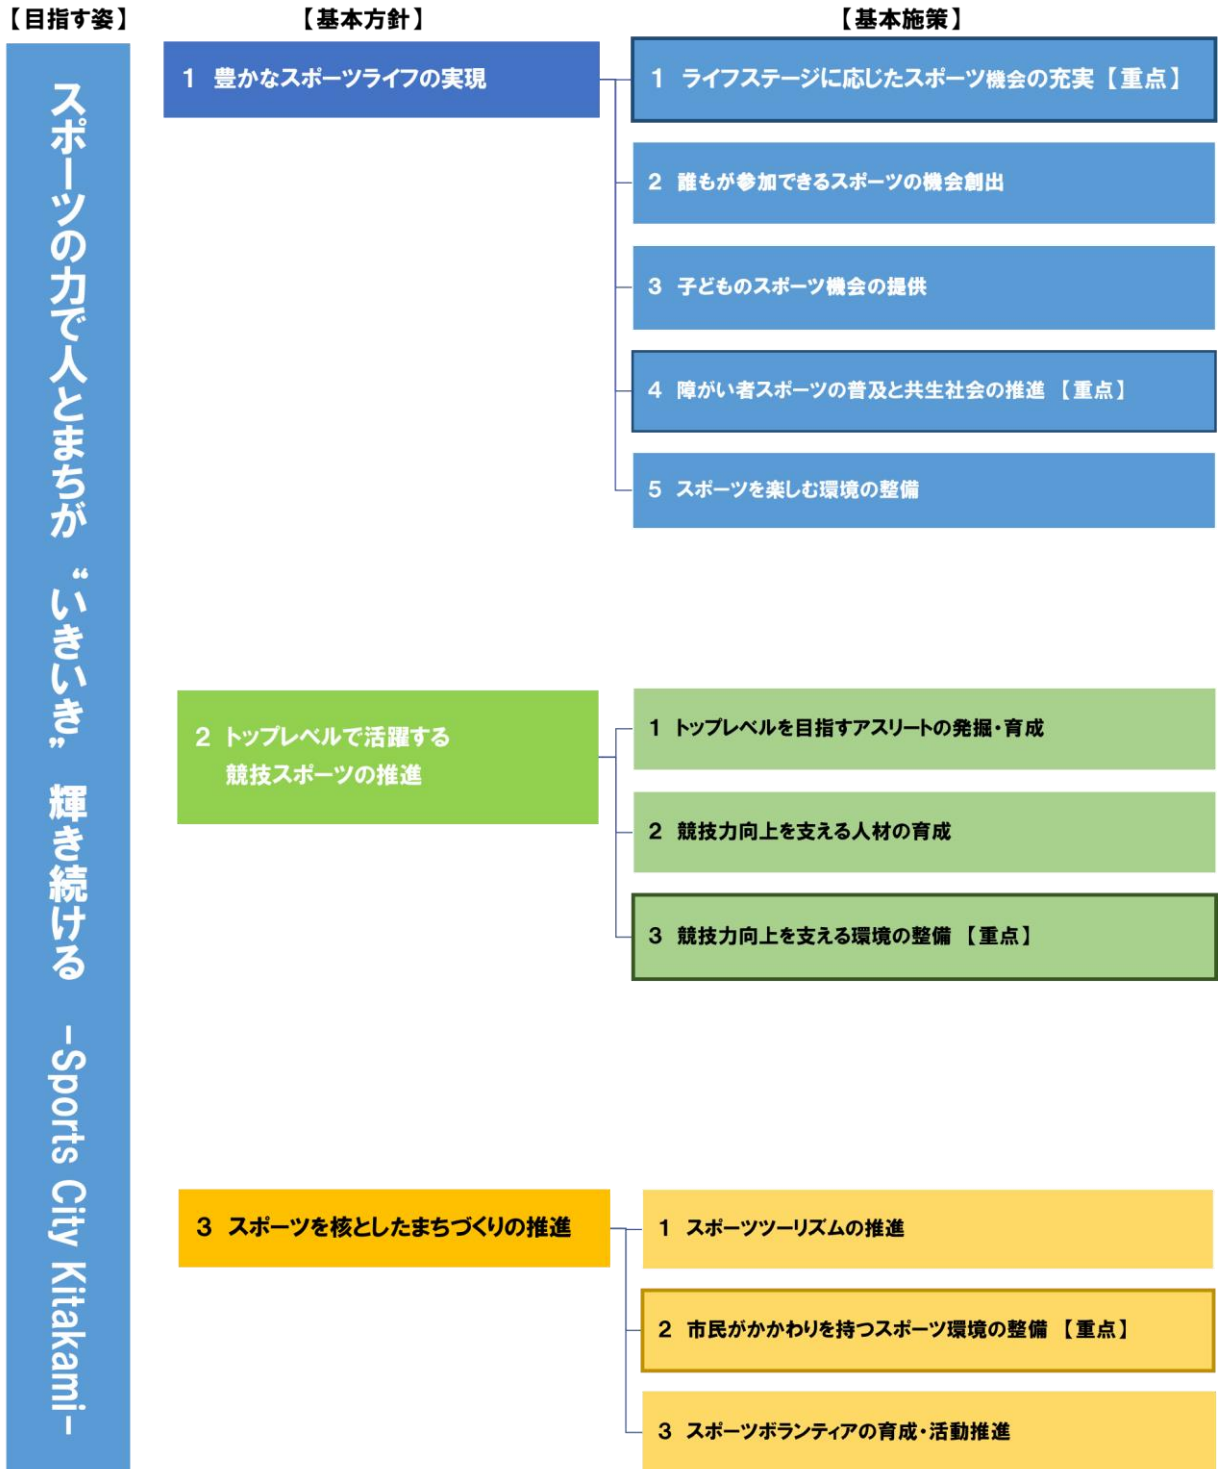 【目指す姿】
【基本方針】
【基本施策】
スポーツの力で人とまちが“いきいき”輝き続ける -Sports City Kitakami-
1 豊かなスポーツライフの実現
1 ライフステージに応じたスポーツ機会の充実【重点】
2 誰もが参加できるスポーツの機会創出
3 子どものスポーツ機会の提供
4 障がい者スポーツの普及と共生社会の推進 【重点】
5 スポーツを楽しむ環境の整備
2 トップレベルで活躍する
競技スポーツの推進
1 トップレベルを目指すアスリートの発掘・育成
2 競技力向上を支える人材の育成
3 競技力向上を支える環境の整備 【重点】
3 スポーツを核としたまちづくりの推進
1 スポーツツーリズムの推進
2 市民がかかわりを持つスポーツ環境の整備 【重点】
3 スポーツボランティアの育成・活動推進